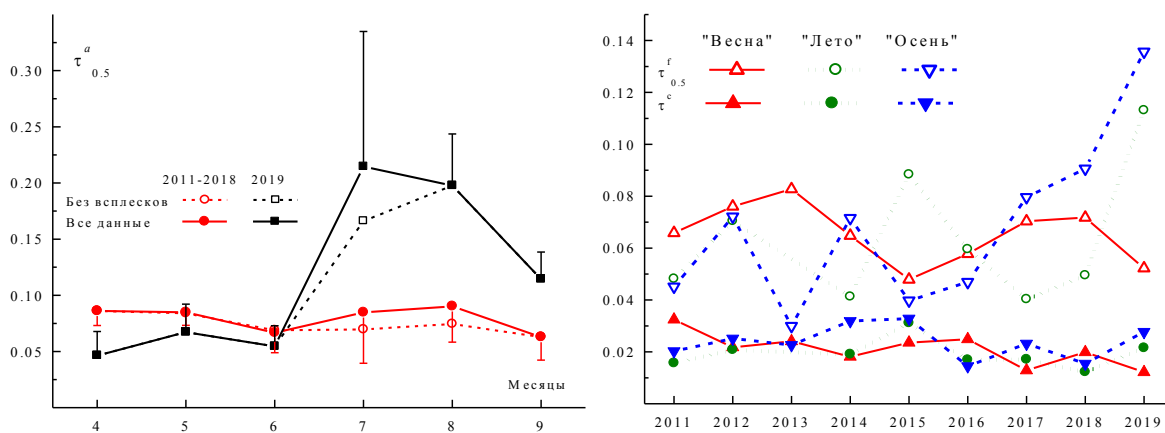 τ a 0.5
0.30
0.25
0.20
0.15
0.10
0.05
2011-2018 2019
Без всплесков
Все данные
Месяцы
4 5 6 7 8 9
0.14
0.12
0.10
0.08
0.06
0.04
0.02
"Весна" "Лето" "Осень"
τ f 0.5
τ c
2011 2012 2013 2014 2015 2016 2017 2018 2019